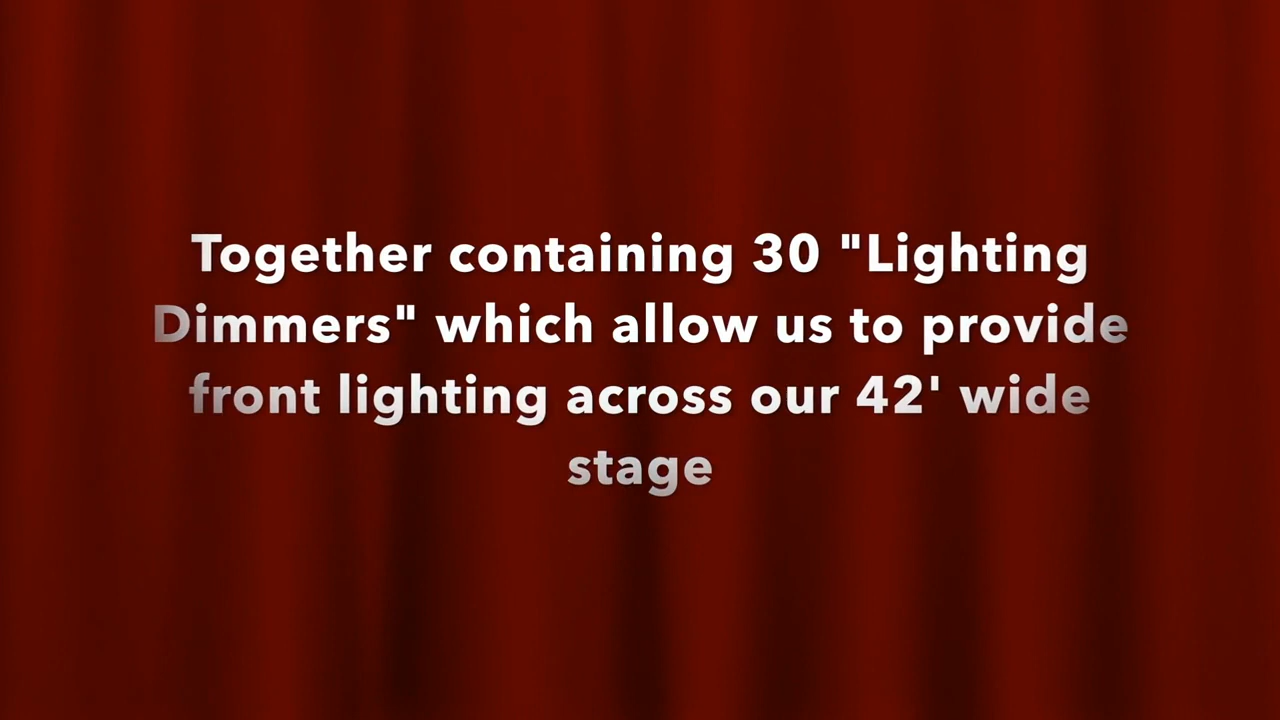 Together containing 30 "Lighting
Dimmers" which allow us to provide
front lighting across our 42' wide
stage